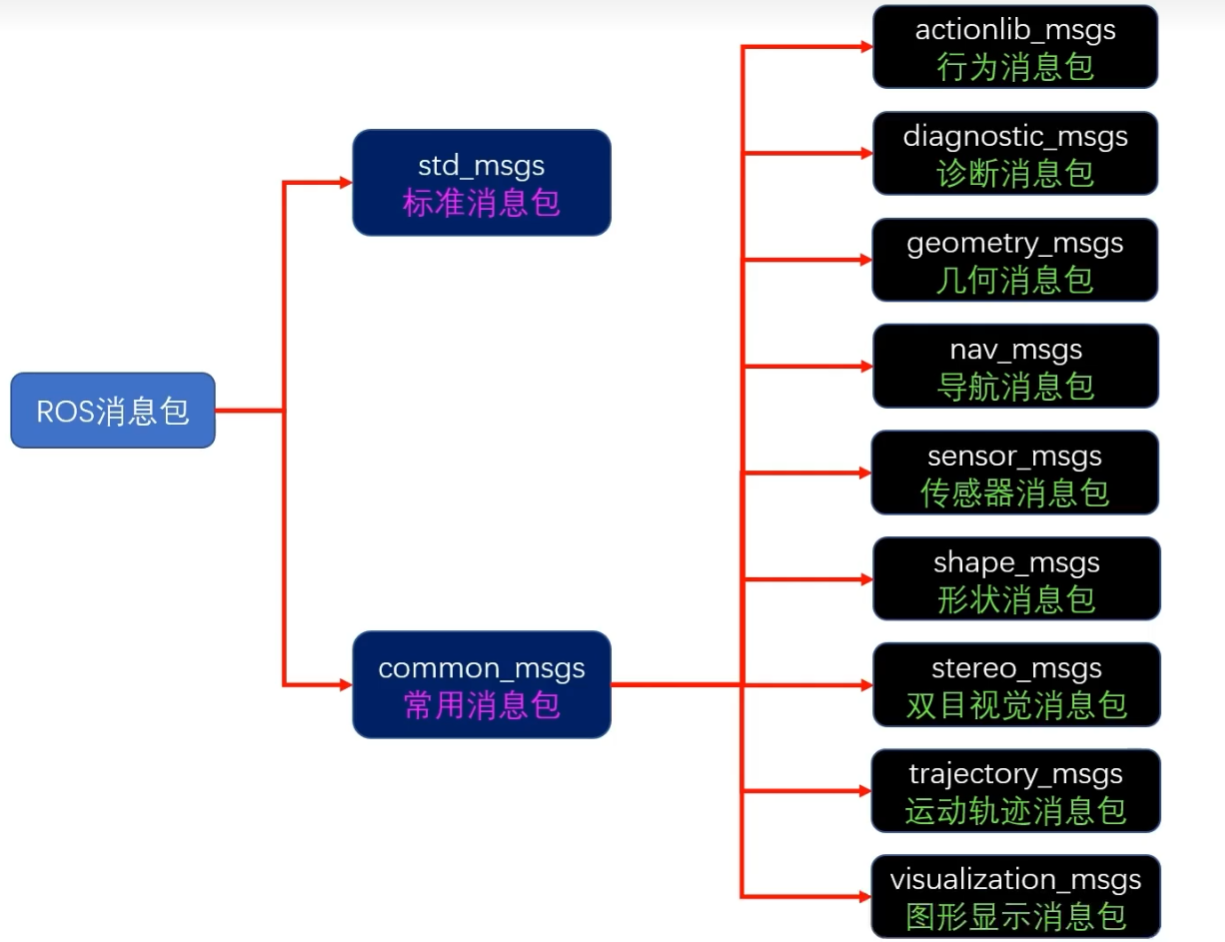 ROS消息包
std_msgs
标准消息包
common_msgs
常用消息包
actionlib_msgs
行为消息包
diagnostic_msgs
诊断消息包
geometry_msgs
几何消息包
nav_msgs
导航消息包
sensor_msgs
传感器消息包
shape_msgs
形状消息包
stereo_msgs
双目视觉消息包
trajectory_msgs
运动轨迹消息包
visualization_msgs
图形显示消息包